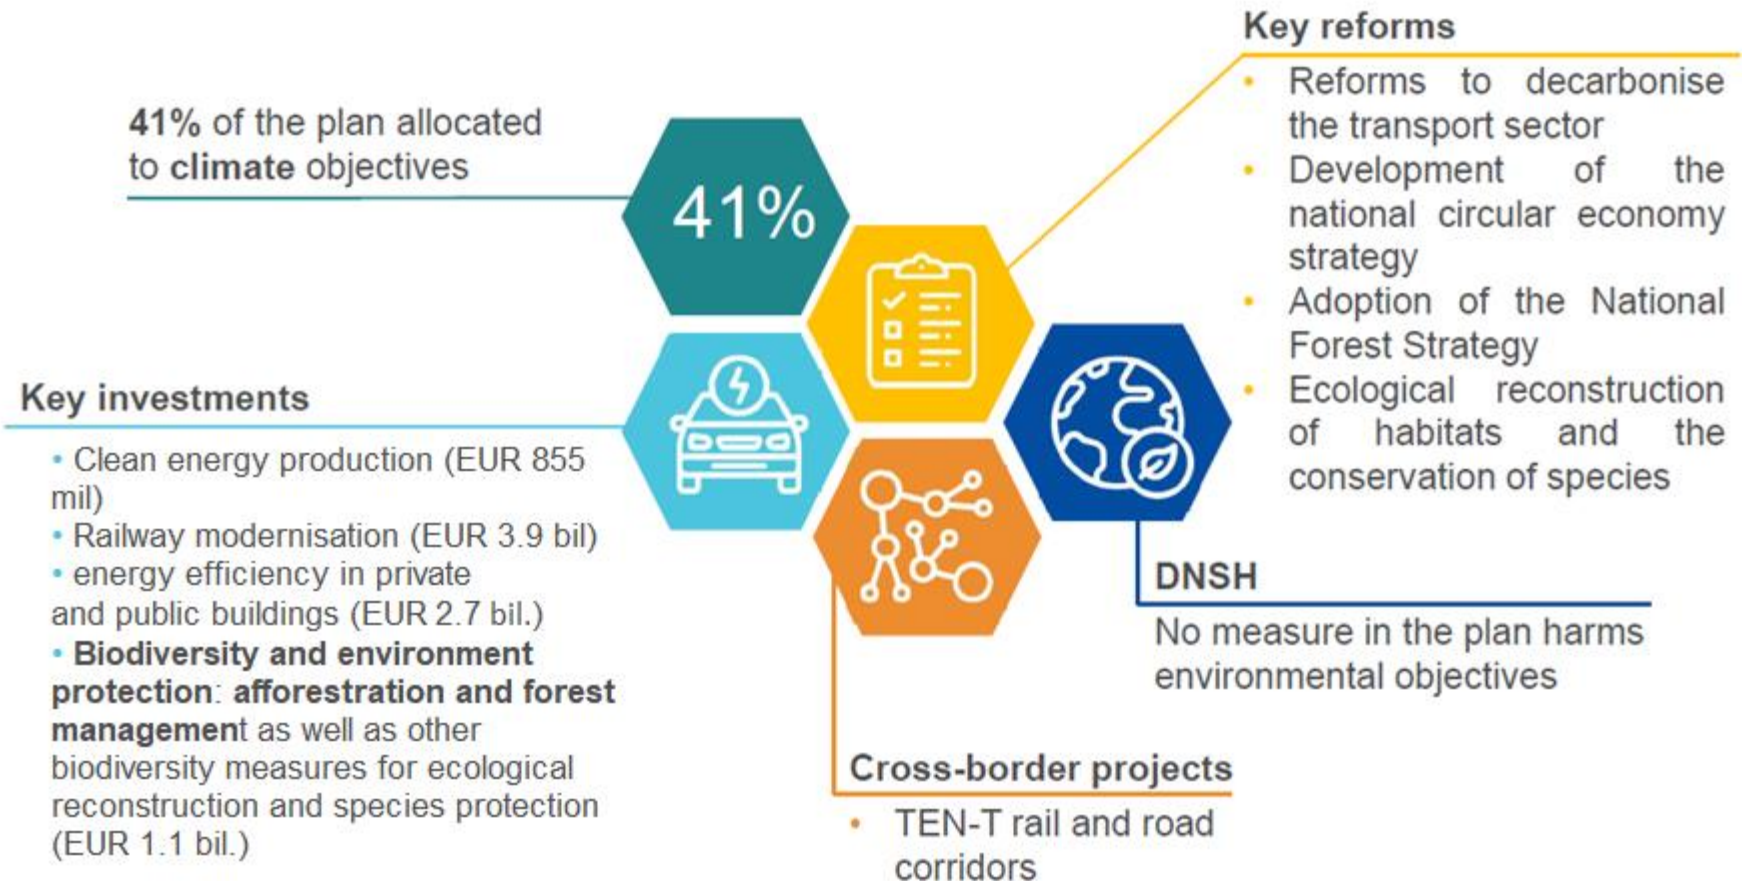 41% of the plan allocated
to climate objectives
41%
Key reforms
• Reforms to decarbonise
the transport sector
• Development of the
national circular economy
strategy
• Adoption of the National
Forest Strategy
• Ecological reconstruction
of habitats and the
conservation of species
Key investments
• Clean energy production (EUR 855
mil)
• Railway modernisation (EUR 3.9 bil)
• energy efficiency in private
and public buildings (EUR 2.7 bil.)
• Biodiversity and environment
protection: afforestration and forest
management as well as other
biodiversity measures for ecological
reconstruction and species protection
(EUR 1.1 bil.)
DNSH
No measure in the plan harms
environmental objectives
Cross-border projects
• TEN-T rail and road
corridors